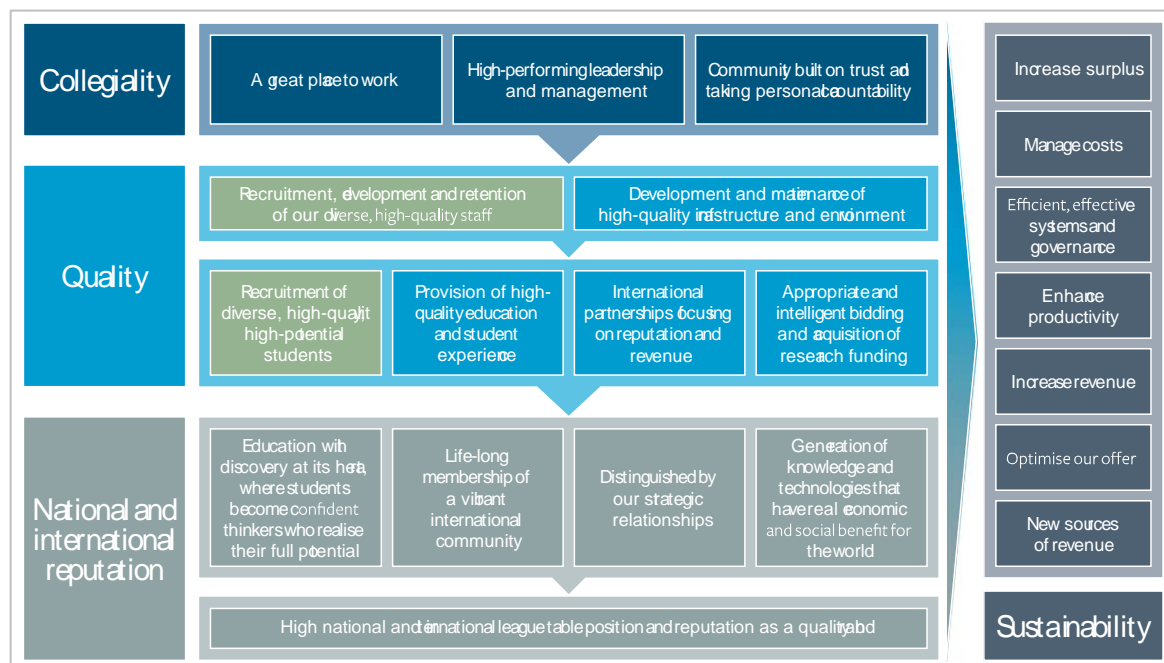 Collegiality
A great place to work
High-performing leadership
and management
Community built on trust and
taking personal accountability
Quality
Recruitment, development and retention
of our diverse, high-quality staff
Development and maintenance of
high-quality infrastructure and environment
Recruitment of
diverse, high-quality,
high-potential
students
Provision of high-
quality education
and student
experience
International
partnerships focusing
on reputation and
revenue
Appropriate and
intelligent bidding
and acquisition of
research funding
National and
international
reputation
Education with
discovery at its heart,
where students
become confident
thinkers who realise
their full potential
Life-long
membership of
a vibrant
international
community
Distinguished by
our strategic
relationships
Generation of
knowledge and
technologies that
have real economic
and social benefit for
the world
High national and international league table position and reputation as a quality brand
Increase surplus
Manage costs
Efficient, effective
systems and
governance
Enhance
productivity
Increase revenue
Optimise our offer
New sources
of revenue
Sustainability